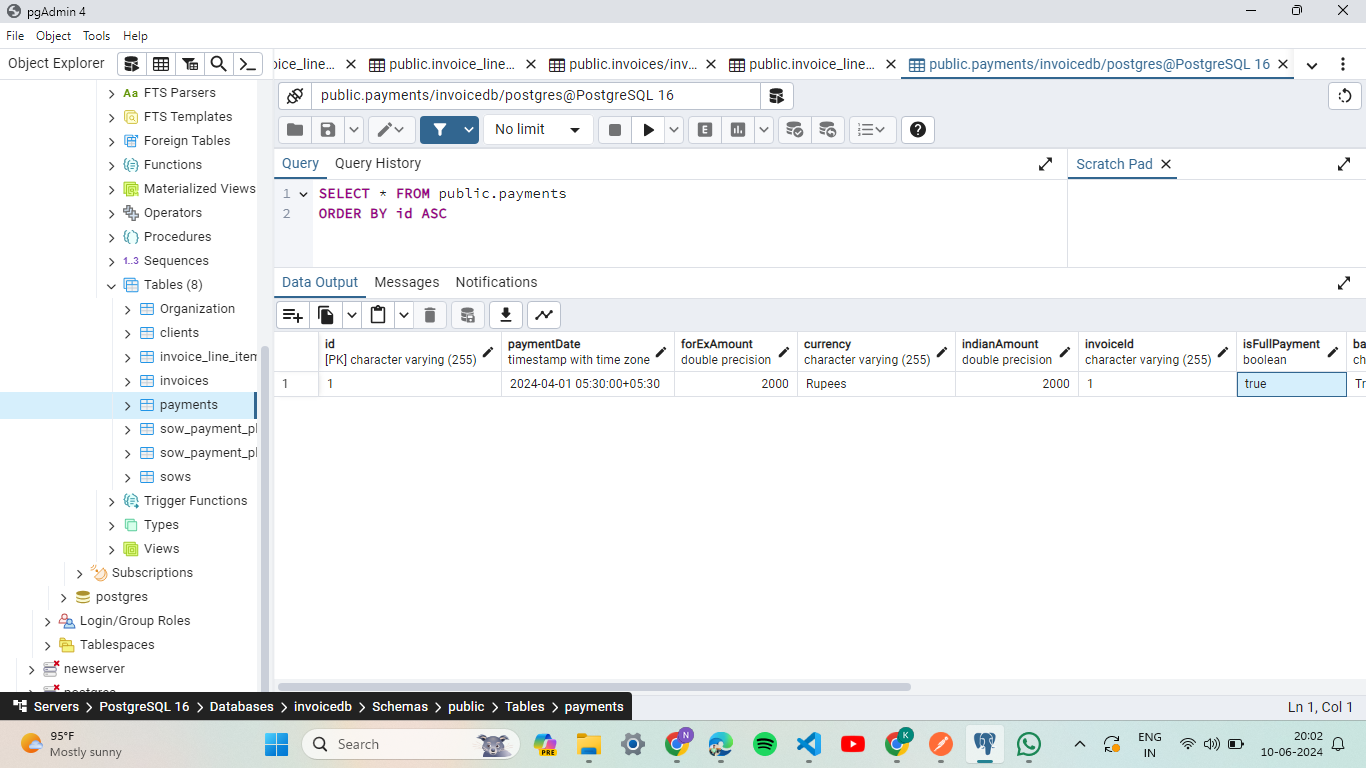 pgAdmin 4
File Object Tools Help
Object Explorer
oice_line...
public.invoice_line...
public.invoices/inv...
public.invoice_line...
public.payments/invoicedb/postgres@PostgreSQL 16
public.payments/invoicedb/postgres@PostgreSQL 16
No limit
E
Query Query History
Scratch Pad
1 SELECT * FROM public.payments
2 ORDER BY id ASC
Data Output Messages Notifications
id
[PK] character varying (255)
paymentDate
timestamp with time zone
forExAmount
double precision
currency
character varying (255)
indianAmount
double precision
invoiceId
character varying (255)
isFullPayment
boolean
ba
ch
1 1 2024-04-01 05:30:00+05:30 2000 Rupees 2000 1 true Tr
Aa FTS Parsers
FTS Templates
Foreign Tables
Functions
Materialized Views
Operators
Procedures
1..3 Sequences
Tables (8)
Organization
clients
invoice_line_item
invoices
payments
sow_payment_pl
sow_payment_pl
sows
Trigger Functions
Types
Views
Subscriptions
postgres
Login/Group Roles
Tablespaces
newserver
postgres
Servers > PostgreSQL 16 > Databases > invoicedb > Schemas > public > Tables > payments
Ln 1, Col 1
95°F
Mostly sunny
Search
PRE
N
K
ENG
IN
20:02
10-06-2024